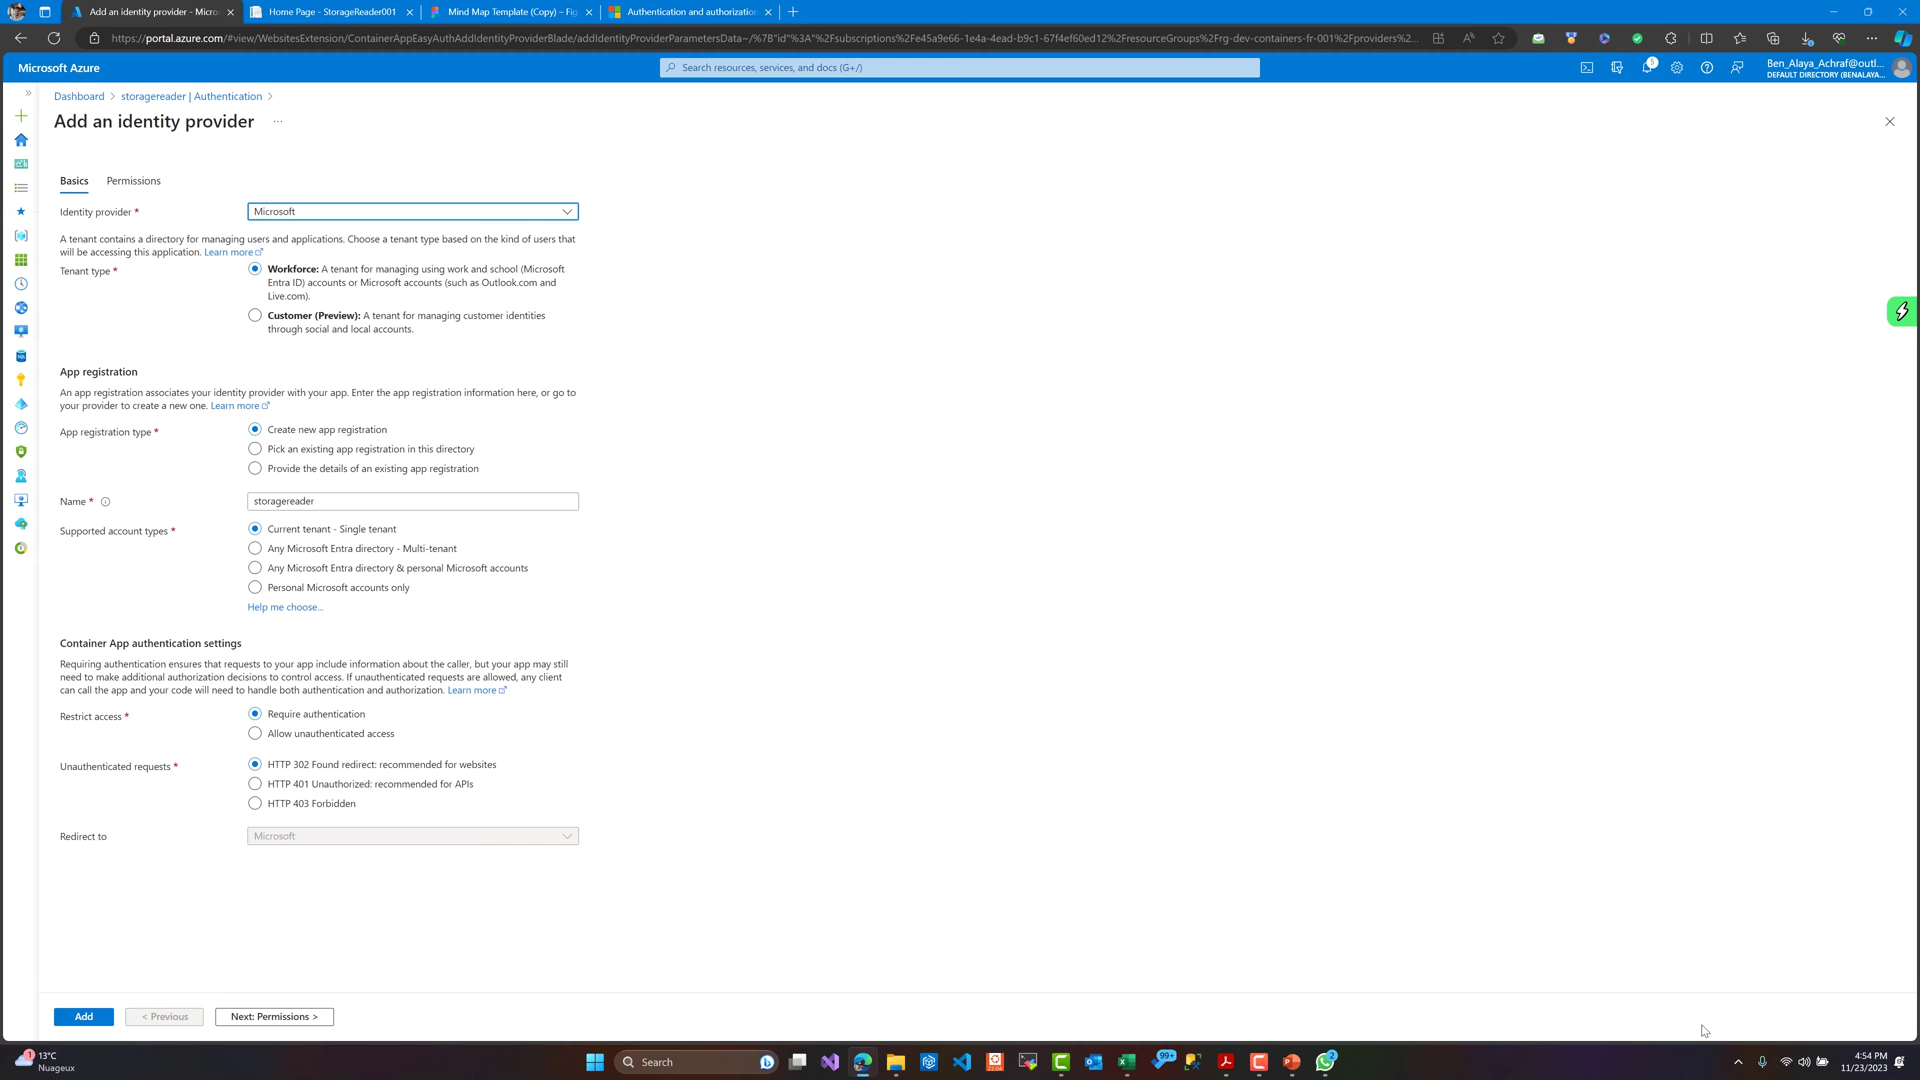 Add an identity provider - Micros
Home Page - StorageReader001
Mind Map Template (Copy) – Fig
Authentication and authorization
https://portal.azure.com/#view/WebsitesExtension/ContainerAppEasyAuthAddIdentityProviderBlade/addIdentityProviderParametersData~/%7B"id"%3A"%2Fsubscriptions%2Fe45a9e66-1e4a-4ead-b9c1-67f4ef60ed12%2FresourceGroups%2Frg-dev-containers-fr-001%2Fproviders%2...
Microsoft Azure
Search resources, services, and docs (G+/)
5
Ben_Alaya_Achraf@outl...
DEFAULT DIRECTORY (BENALAYA...
Dashboard > storagereader | Authentication >
Add an identity provider ...
Basics Permissions
Identity provider * Microsoft
A tenant contains a directory for managing users and applications. Choose a tenant type based on the kind of users that
will be accessing this application. Learn more
Tenant type *
Workforce: A tenant for managing using work and school (Microsoft
Entra ID) accounts or Microsoft accounts (such as Outlook.com and
Live.com).
Customer (Preview): A tenant for managing customer identities
through social and local accounts.
App registration
An app registration associates your identity provider with your app. Enter the app registration information here, or go to
your provider to create a new one. Learn more
App registration type *
Create new app registration
Pick an existing app registration in this directory
Provide the details of an existing app registration
Name * storagereader
Supported account types *
Current tenant - Single tenant
Any Microsoft Entra directory - Multi-tenant
Any Microsoft Entra directory & personal Microsoft accounts
Personal Microsoft accounts only
Help me choose...
Container App authentication settings
Requiring authentication ensures that requests to your app include information about the caller, but your app may still
need to make additional authorization decisions to control access. If unauthenticated requests are allowed, any client
can call the app and your code will need to handle both authentication and authorization. Learn more
Restrict access *
Require authentication
Allow unauthenticated access
Unauthenticated requests *
HTTP 302 Found redirect: recommended for websites
HTTP 401 Unauthorized: recommended for APIs
HTTP 403 Forbidden
Redirect to Microsoft
Add < Previous Next: Permissions >
1
13°C
Nuageux
Search
22.04
99+
2
4:54 PM
11/23/2023